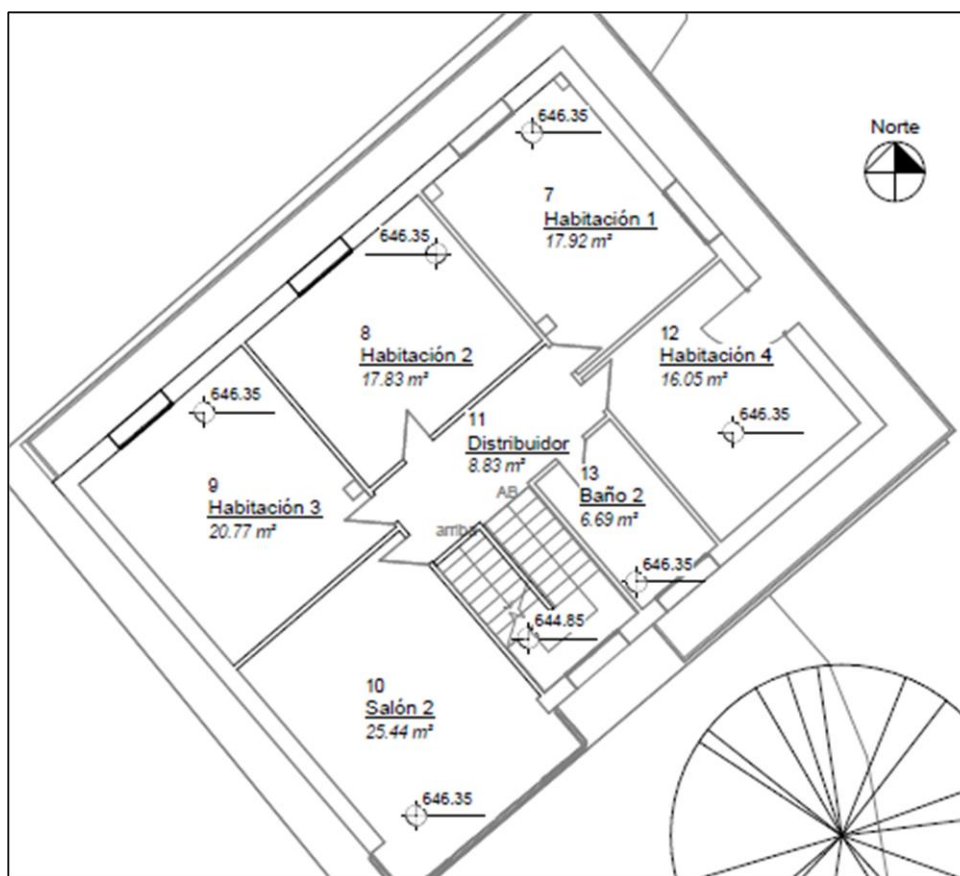 646.35
Norte
7
Habitación 1
17.92 m²
646.35
8
Habitación 2
17.83 m²
12
Habitación 4
16.05 m²
646.35
646.35
11
Distribuidor
8.83 m²
9
Habitación 3
20.77 m²
13
Baño 2
6.69 m²
AB
arriba
646.35
644.85
10
Salón 2
25.44 m²
646.35